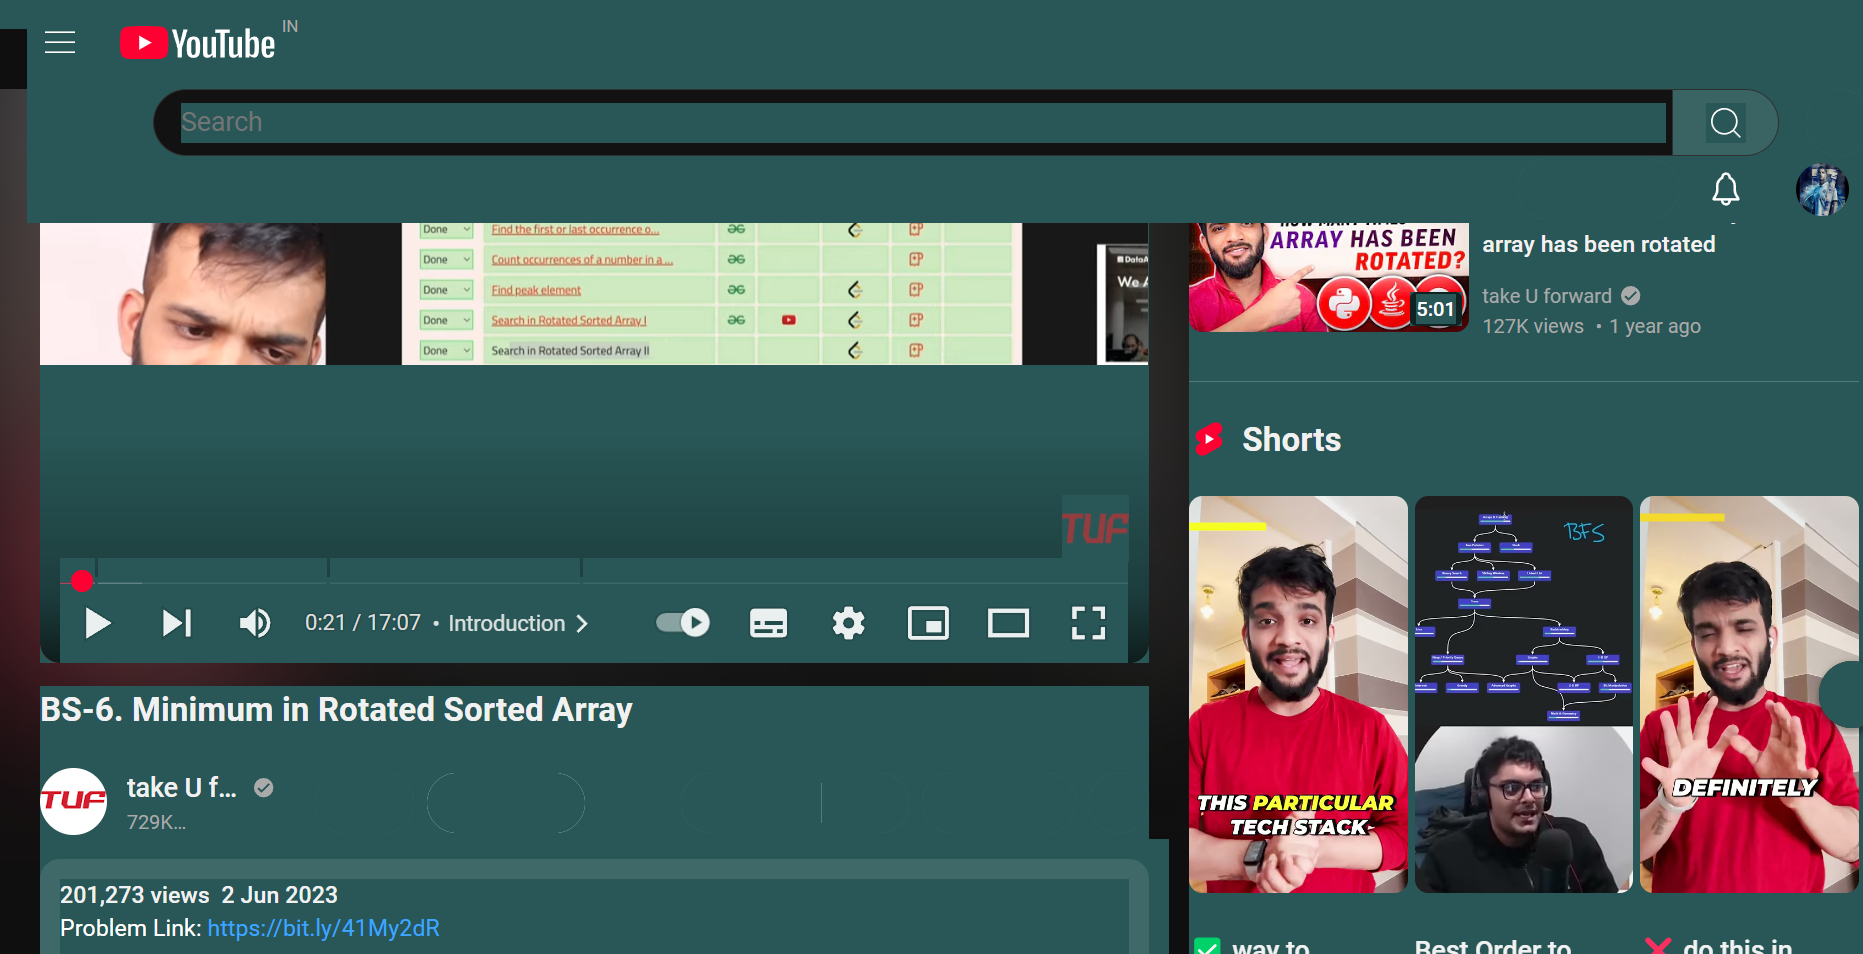 YouTube IN
Search
Done Find the first or last occurrence o...
Done Count occurrences of a number in a ...
Done Find peak element
Done Search in Rotated Sorted Array I
Done Search in Rotated Sorted Array II
DataA
We A
TUF
0:21 / 17:07 • Introduction
BS-6. Minimum in Rotated Sorted Array
TUF
take U f...
729K...
201,273 views 2 Jun 2023
Problem Link: https://bit.ly/41My2dR
ARRAY HAS BEEN
ROTATED?
5:01
array has been rotated
take U forward
127K views • 1 year ago
Shorts
THIS PARTICULAR
TECH STACK-
BFS
DEFINITELY
way to
Best Order to
do this in